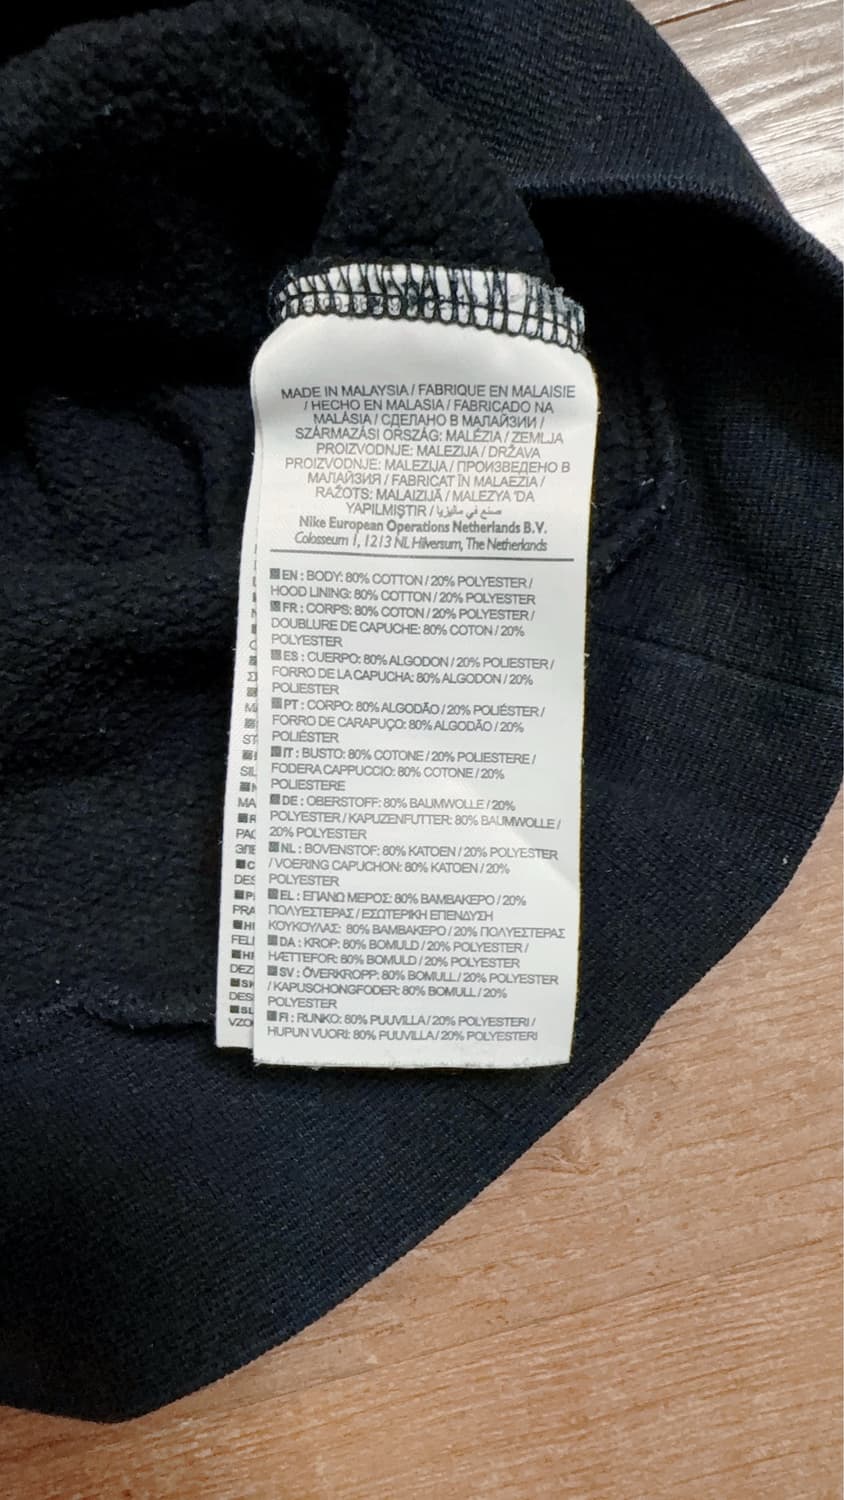 MADE IN MALAYSIA / FABRIQUE EN MALAISIE
/ HECHO EN MALASIA / FABRICADO NA
MALÁSIA / СДЕЛАНО В МАЛАЙЗИИ /
SZÁRMAZÁSI ORSZÁG: MALÉZIA / ZEMLJA
PROIZVODNJE: MALEZIJA / DRŽAVA
PROIZVODNJE: MALEZIJA / ПРОИЗВЕДЕНО В
МАЛАЙЗИЯ / FABRICAT ÎN MALAEZIA /
RAŽOTS: MALAIZIJĀ / MALEZYA 'DA
YAPILMIŞTIR / صنع في ماليزيا
Nike European Operations Netherlands B.V.
Colosseum 1, 1213 NL Hilversum, The Netherlands
EN : BODY: 80% COTTON / 20% POLYESTER /
HOOD LINING: 80% COTTON / 20% POLYESTER
FR : CORPS: 80% COTON / 20% POLYESTER /
DOUBLURE DE CAPUCHE: 80% COTON / 20%
POLYESTER
ES : CUERPO: 80% ALGODON / 20% POLIESTER /
FORRO DE LA CAPUCHA: 80% ALGODON / 20%
POLIESTER
PT : CORPO: 80% ALGODÃO / 20% POLIÉSTER /
FORRO DE CARAPUÇO: 80% ALGODÃO / 20%
POLIÉSTER
IT : BUSTO: 80% COTONE / 20% POLIESTERE /
FODERA CAPPUCCIO: 80% COTONE / 20%
POLIESTERE
DE : OBERSTOFF: 80% BAUMWOLLE / 20%
POLYESTER / KAPUZENFUTTER: 80% BAUMWOLLE /
20% POLYESTER
NL : BOVENSTOF: 80% KATOEN / 20% POLYESTER
/ VOERING CAPUCHON: 80% KATOEN / 20%
POLYESTER
EL : ΕΠΑΝΩ ΜΕΡΟΣ: 80% ΒΑΜΒΑΚΕΡΟ / 20%
ΠΟΛΥΕΣΤΕΡΑΣ / ΕΣΩΤΕΡΙΚΗ ΕΠΕΝΔΥΣΗ
ΚΟΥΚΟΥΛΑΣ: 80% ΒΑΜΒΑΚΕΡΟ / 20% ΠΟΛΥΕΣΤΕΡΑΣ
DA : KROP: 80% BOMULD / 20% POLYESTER /
HÆTTEFOR: 80% BOMULD / 20% POLYESTER
SV : ÖVERKROPP: 80% BOMULL / 20% POLYESTER
/ KAPUSCHONGFODER: 80% BOMULL / 20%
POLYESTER
FI : RUNKO: 80% PUUVILLA / 20% POLYESTERI /
HUPUN VUORI: 80% PUUVILLA / 20% POLYESTERI